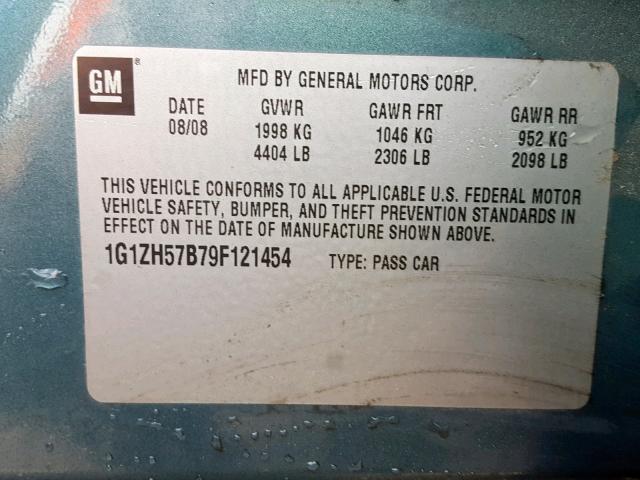 GM ®
MFD BY GENERAL MOTORS CORP.
DATE GVWR GAWR FRT GAWR RR
08/08 1998 KG 1046 KG 952 KG
4404 LB 2306 LB 2098 LB
THIS VEHICLE CONFORMS TO ALL APPLICABLE U.S. FEDERAL MOTOR
VEHICLE SAFETY, BUMPER, AND THEFT PREVENTION STANDARDS IN
EFFECT ON THE DATE OF MANUFACTURE SHOWN ABOVE.
1G1ZH57B79F121454 TYPE: PASS CAR